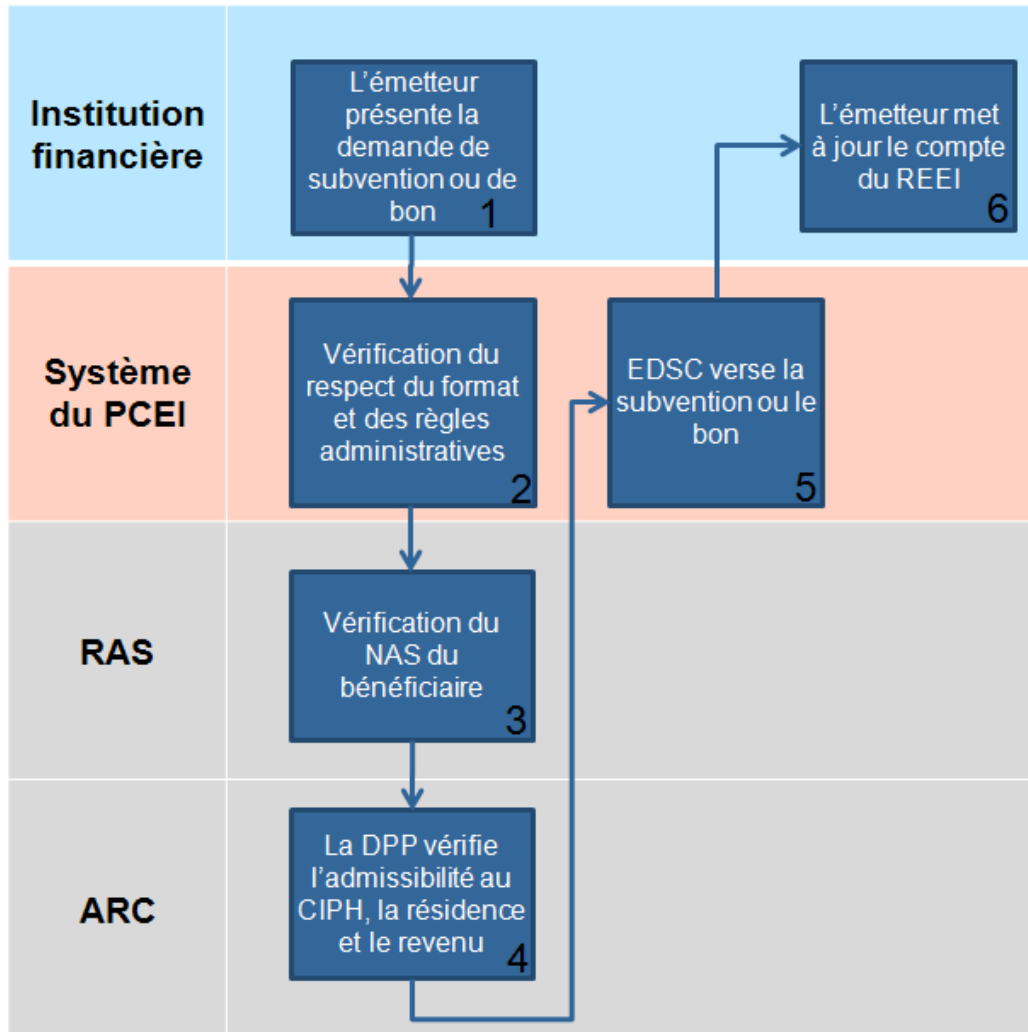 Institution
financière
L'émetteur
présente la
demande de
subvention ou de
bon
1
L'émetteur met
à jour le compte
du REEI
6
Système
du PCEI
Vérification du
respect du format
et des règles
administratives
2
EDSC verse la
subvention ou le
bon
5
RAS
Vérification du
NAS du
bénéficiaire
3
ARC
La DPP vérifie
l'admissibilité au
CIPH, la résidence
et le revenu
4